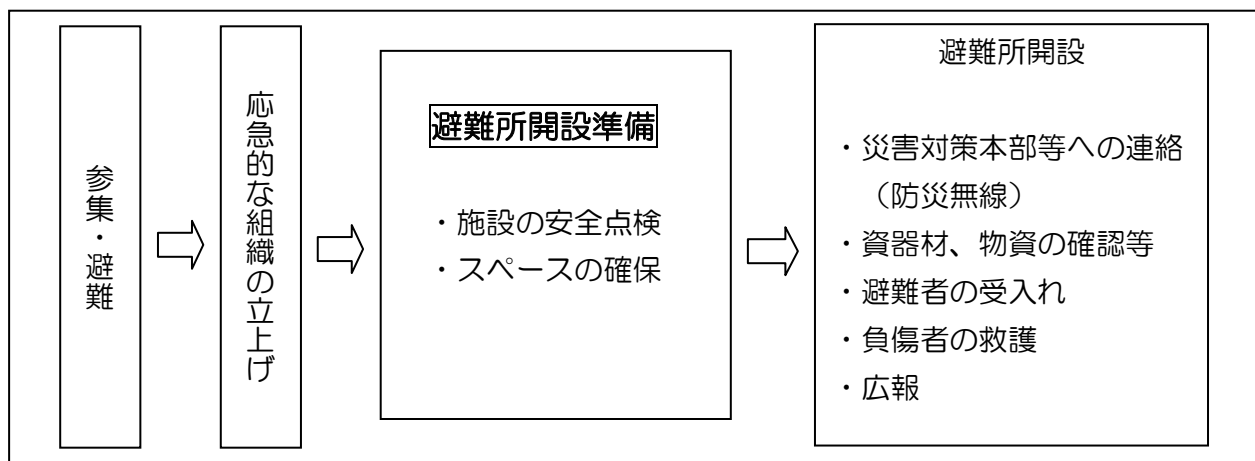 参集・避難
応急的な組織の立上げ
避難所開設準備
・施設の安全点検
・スペースの確保
避難所開設
・災害対策本部等への連絡
（防災無線）
・資器材、物資の確認等
・避難者の受入れ
・負傷者の救護
・広報